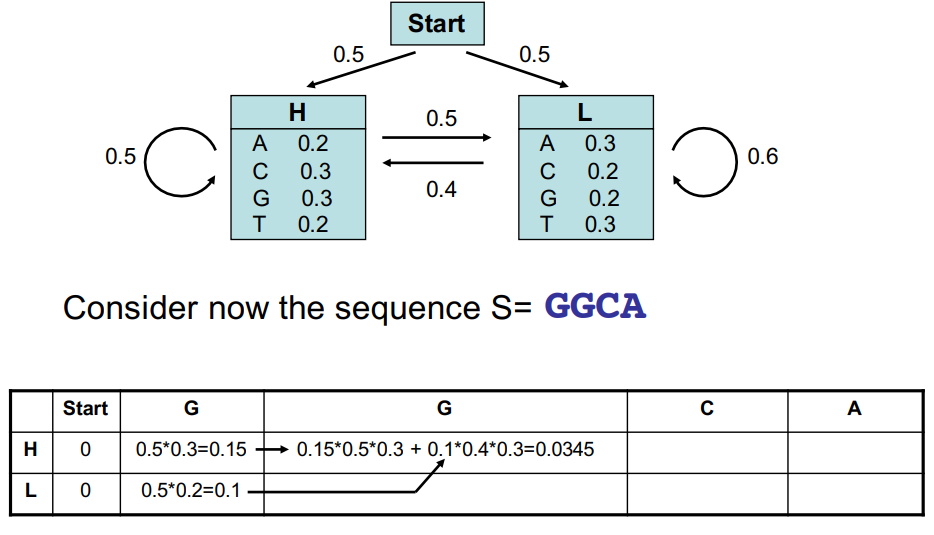 Start
0.5 0.5
H L
0.5
A 0.2 A 0.3
0.5 C 0.3 C 0.2 0.6
G 0.3 0.4 G 0.2
T 0.2 T 0.3
Consider now the sequence S= GGCA
Start G G C A
H 0 0.5*0.3=0.15 0.15*0.5*0.3 + 0.1*0.4*0.3=0.0345
L 0 0.5*0.2=0.1